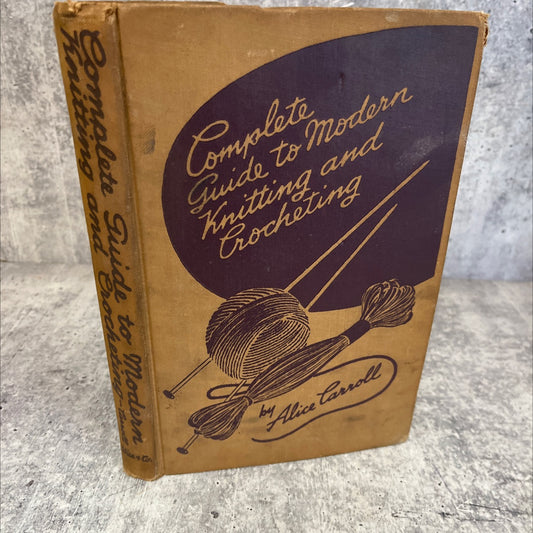 Complete
Guide to Modern
Knitting and
Crocheting
by Alice Carroll
Complete Guide to Modern
Knitting and Crocheting